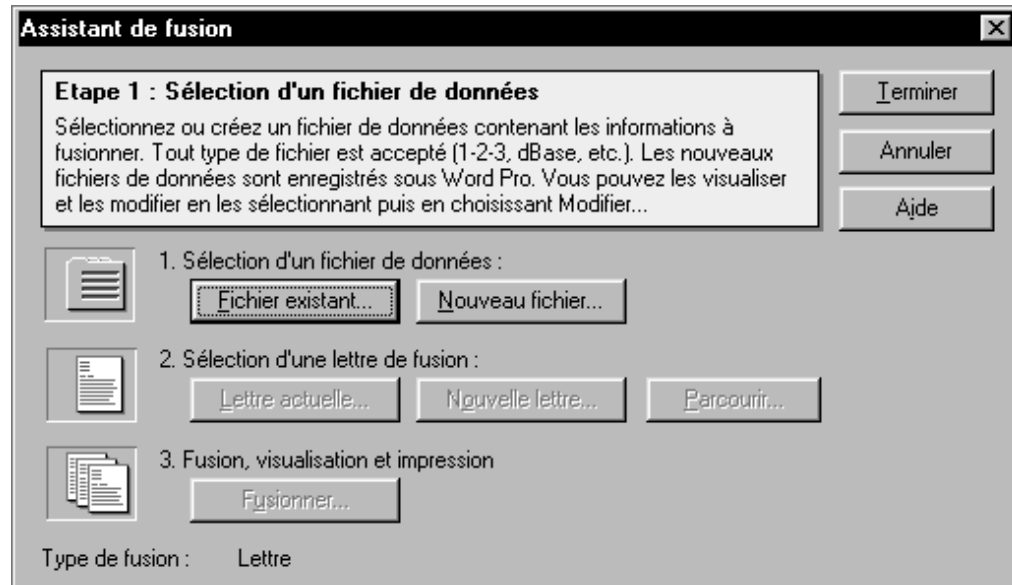 Assistant de fusion
Etape 1 : Sélection d'un fichier de données
Sélectionnez ou créez un fichier de données contenant les informations à
fusionner. Tout type de fichier est accepté (1-2-3, dBase, etc.). Les nouveaux
fichiers de données sont enregistrés sous Word Pro. Vous pouvez les visualiser
et les modifier en les sélectionnant puis en choisissant Modifier...
Terminer
Annuler
Aide
1. Sélection d'un fichier de données :
Fichier existant... Nouveau fichier...
2. Sélection d'une lettre de fusion :
Lettre actuelle... Nouvelle lettre... Parcourir...
3. Fusion, visualisation et impression
Fusionner...
Type de fusion : Lettre